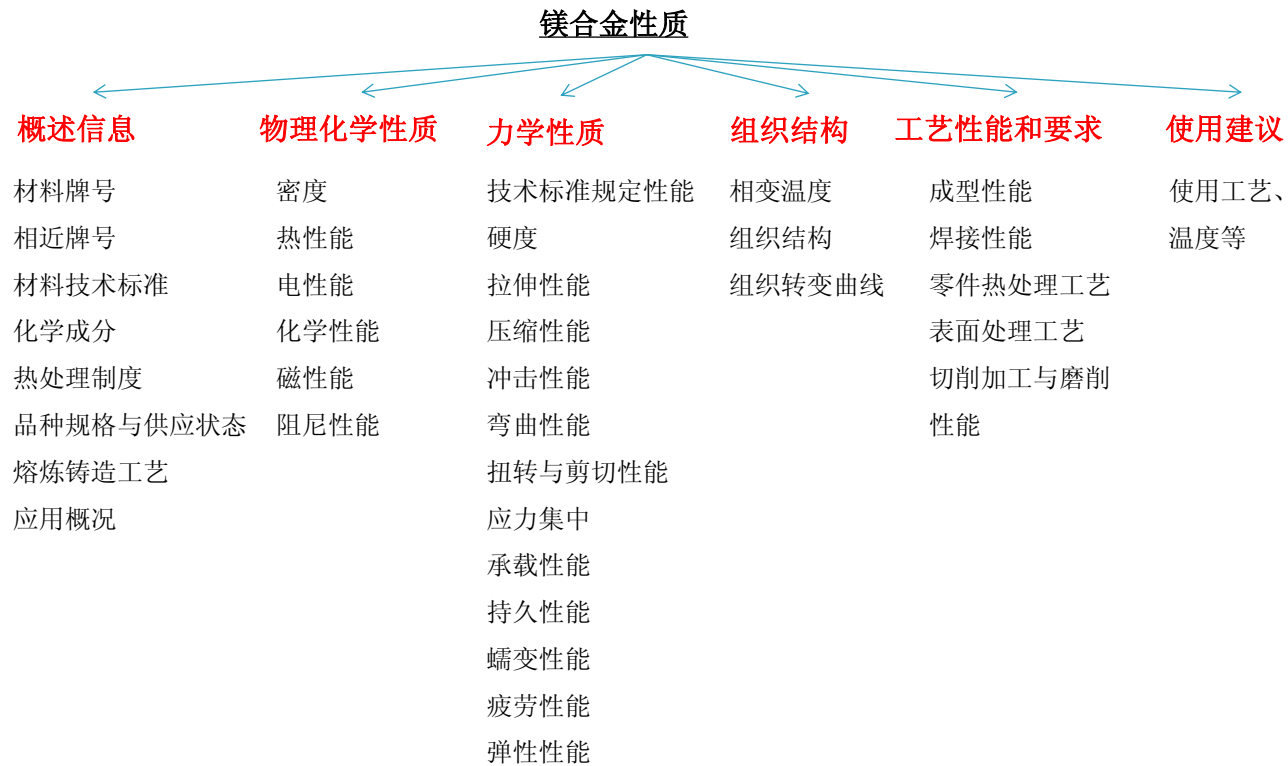 镁合金性质
概述信息
材料牌号
相近牌号
材料技术标准
化学成分
热处理制度
品种规格与供应状态
熔炼铸造工艺
应用概况
物理化学性质
密度
热性能
电性能
化学性能
磁性能
阻尼性能
力学性质
技术标准规定性能
硬度
拉伸性能
压缩性能
冲击性能
弯曲性能
扭转与剪切性能
应力集中
承载性能
持久性能
蠕变性能
疲劳性能
弹性性能
组织结构
相变温度
组织结构
组织转变曲线
工艺性能和要求
成型性能
焊接性能
零件热处理工艺
表面处理工艺
切削加工与磨削
性能
使用建议
使用工艺、
温度等